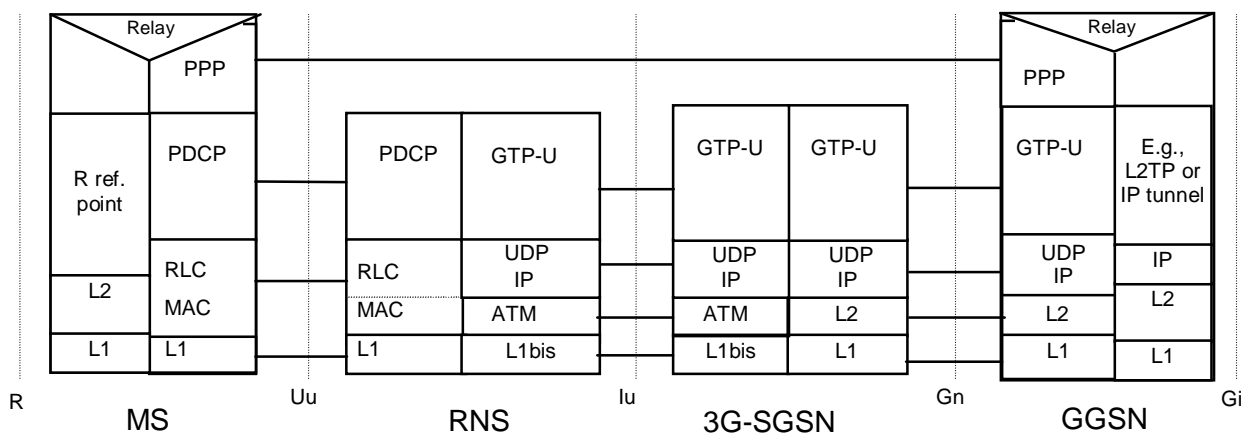 Relay
PPP
R ref.
point
PDCP
RLC
MAC
L2
L1
L1
PDCP
GTP-U
RLC
UDP
IP
MAC
ATM
L1
L1bis
GTP-U
GTP-U
UDP
IP
UDP
IP
ATM
L2
L1bis
L1
Relay
PPP
GTP-U
E.g.,
L2TP or
IP tunnel
UDP
IP
IP
L2
L2
L1
L1
R
Uu
Iu
Gn
Gi
MS
RNS
3G-SGSN
GGSN